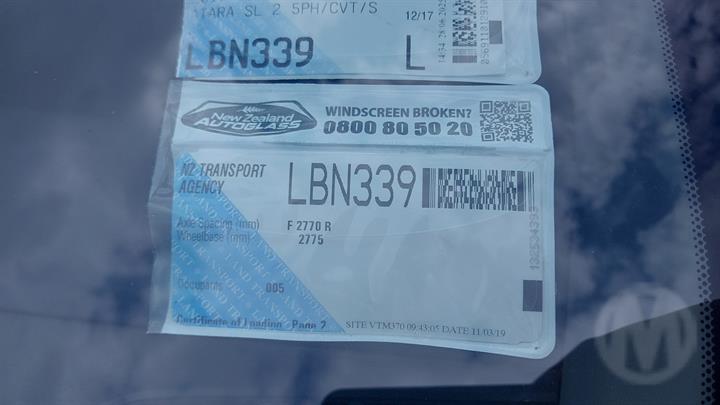 ATARA SL 2 5PH/CVT/S
12/17
LBN339 L
New Zealand
AUTOGLASS
WINDSCREEN BROKEN?
0800 80 50 20
NZ TRANSPORT
AGENCY
LBN339
Axle Spacing (mm) F 2770 R
Wheelbase (mm) 2775
Occupants 005
Certificate of Loading Page 2
SITE VTM370 09:43:05 DATE 11/03/19
M